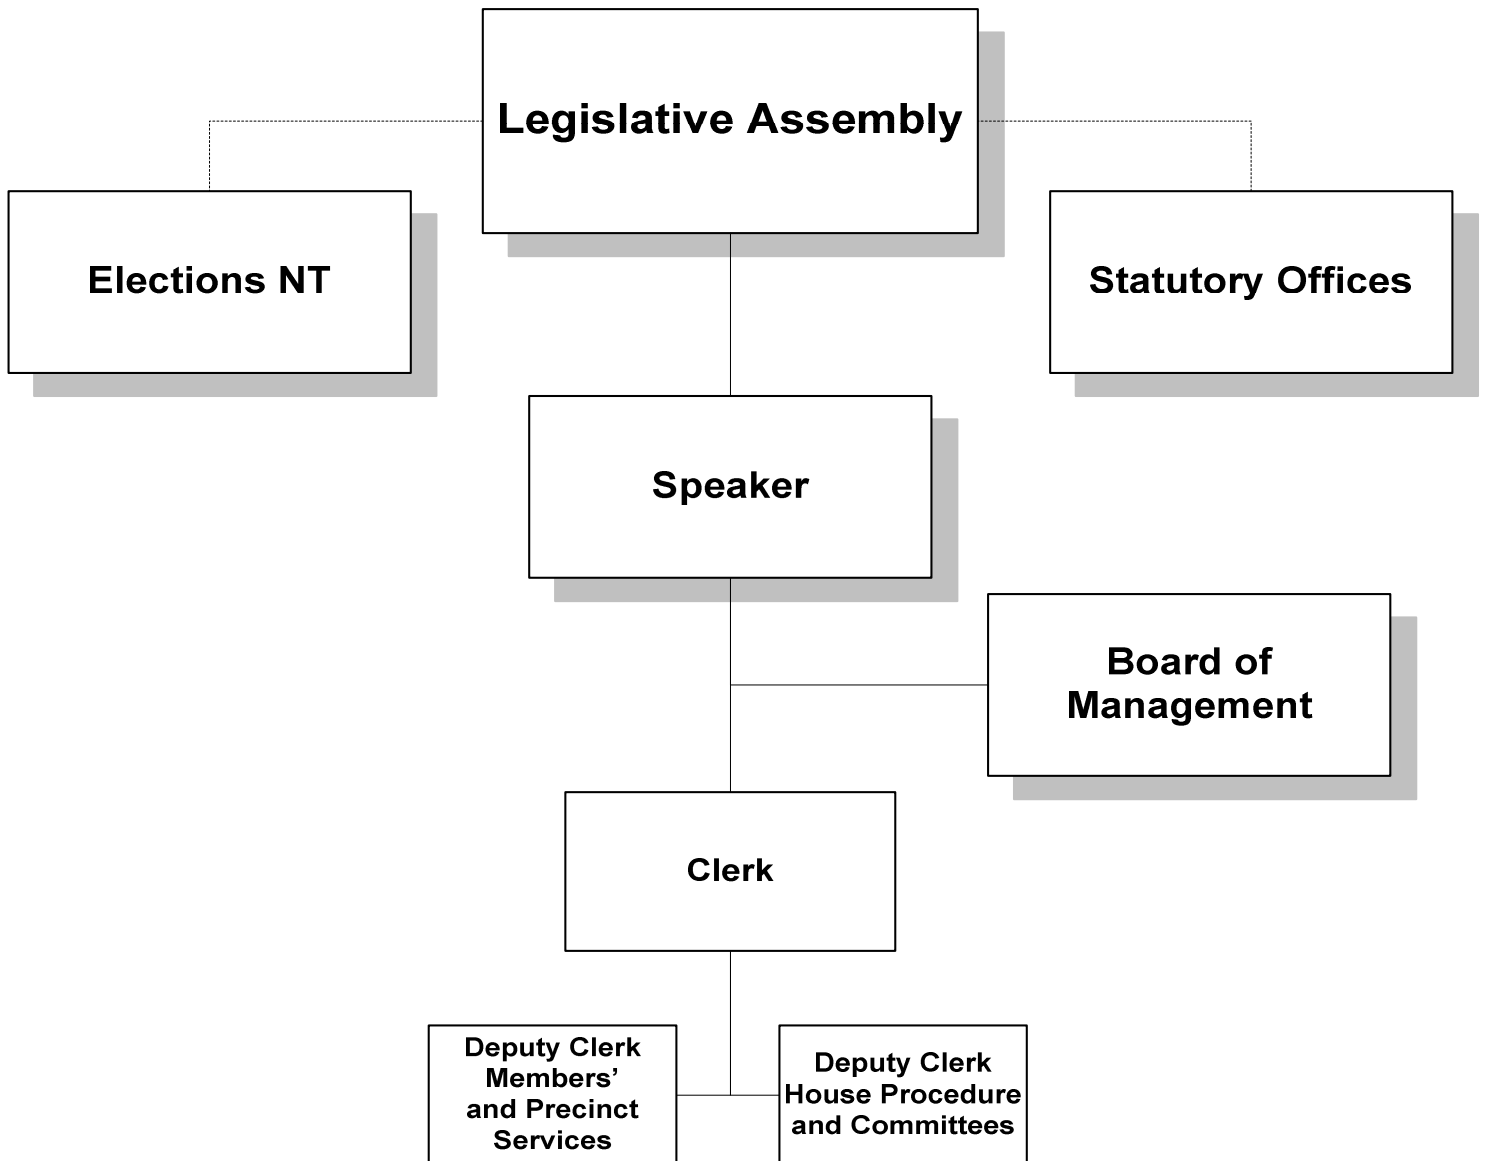 Legislative Assembly
Elections NT
Statutory Offices
Speaker
Board of
Management
Clerk
Deputy Clerk
Members’
and Precinct
Services
Deputy Clerk
House Procedure
and Committees